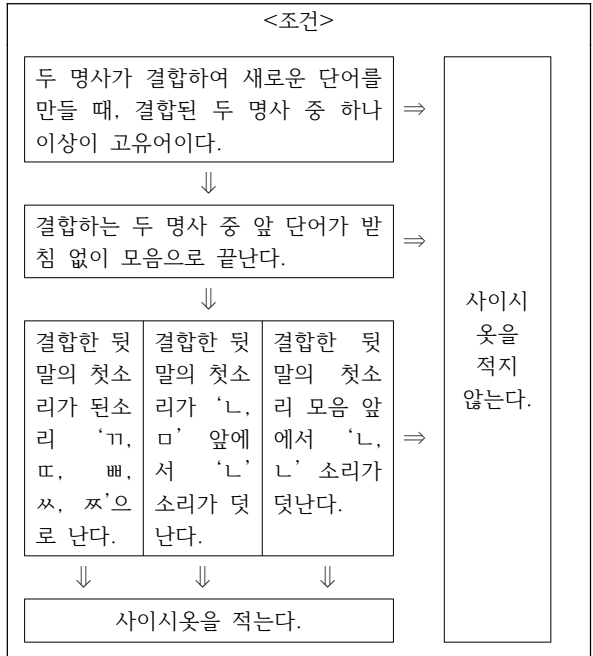 <조건>
두 명사가 결합하여 새로운 단어를
만들 때, 결합된 두 명사 중 하나
이상이 고유어이다.
⇒
⇓
결합하는 두 명사 중 앞 단어가 받
침 없이 모음으로 끝난다.
⇒
⇓
결합한 뒷
말의 첫소
리가 된소
리 ‘ㄲ,
ㄸ, ㅃ,
ㅆ, ㅉ’으
로 난다.
결합한 뒷
말의 첫소
리가 ‘ㄴ,
ㅁ’ 앞에
서 ‘ㄴ’
소리가 덧
난다.
결합한 뒷
말의 첫소
리 모음 앞
에서 ‘ㄴ,
ㄴ’ 소리가
덧난다.
⇒
⇓ ⇓ ⇓
사이시옷을 적는다.
사이시
옷을
적지
않는다.